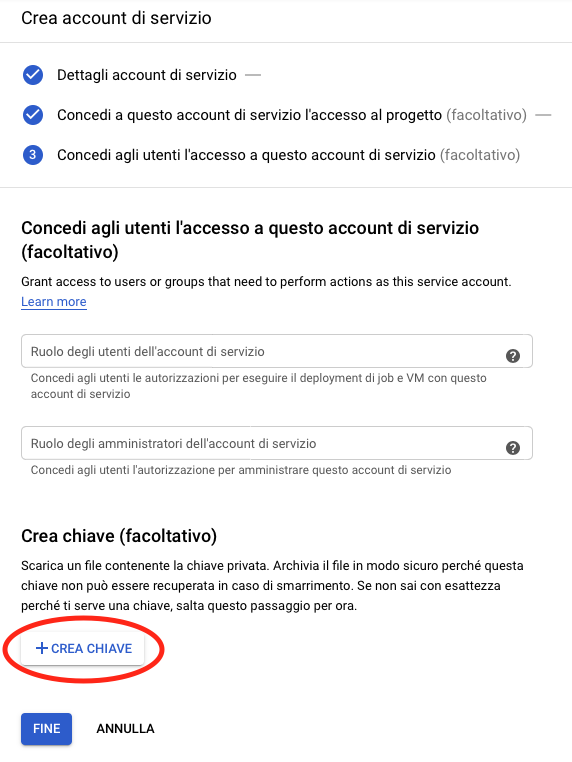 Crea account di servizio
Dettagli account di servizio
Concedi a questo account di servizio l'accesso al progetto (facoltativo)
3 Concedi agli utenti l'accesso a questo account di servizio (facoltativo)
Concedi agli utenti l'accesso a questo account di servizio
(facoltativo)
Grant access to users or groups that need to perform actions as this service account.
Learn more
Ruolo degli utenti dell'account di servizio ?
Concedi agli utenti le autorizzazioni per eseguire il deployment di job e VM con questo
account di servizio
Ruolo degli amministratori dell'account di servizio ?
Concedi agli utenti l'autorizzazione per amministrare questo account di servizio
Crea chiave (facoltativo)
Scarica un file contenente la chiave privata. Archivia il file in modo sicuro perché questa
chiave non può essere recuperata in caso di smarrimento. Se non sai con esattezza
perché ti serve una chiave, salta questo passaggio per ora.
+ CREA CHIAVE
FINE ANNULLA